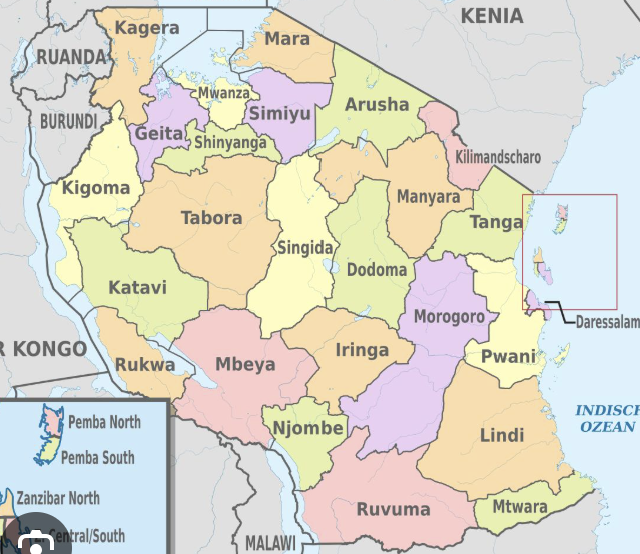 KENIA
Kagera
Mara
RUANDA
Mwanza
Arusha
Simiyu
BURUNDI
Geita
Shinyanga
Kilimandscharo
Kigoma
Manyara
Tabora
Tanga
Singida
Dodoma
Katavi
Morogoro
Daressalam
R KONGO
Iringa
Pwani
Rukwa
Mbeya
INDISCH
OZEAN
Pemba North
Njombe
Lindi
Pemba South
Zanzibar North
Mtwara
Ruvuma
Central/South
MALAWI